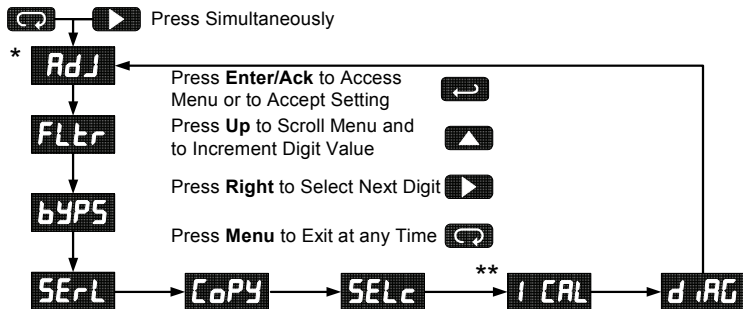 Press Simultaneously
* AdJ
Press Enter/Ack to Access
Menu or to Accept Setting
FLtr
Press Up to Scroll Menu and
to Increment Digit Value
Press Right to Select Next Digit
bYPS
Press Menu to Exit at any Time
SErL
CoPY
SELc
** I CAL
diAG